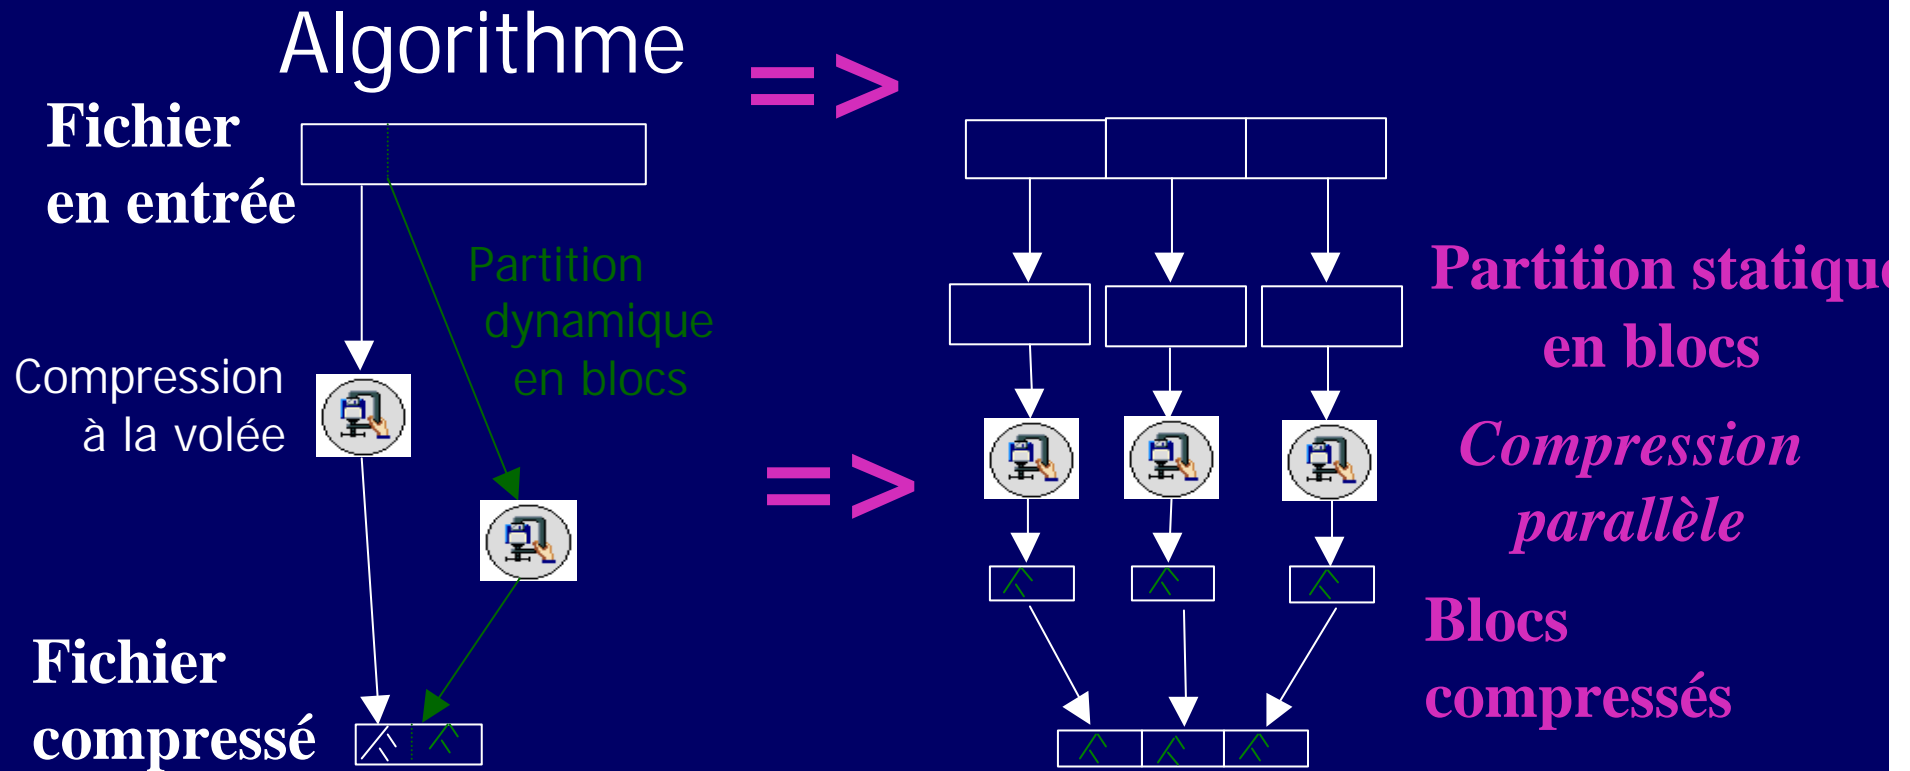 Algorithme
=>
Fichier
en entrée
Partition
dynamique
en blocs
Compression
à la volée
Fichier
compressé
=>
Partition statique
en blocs
Compression
parallèle
Blocs
compressés